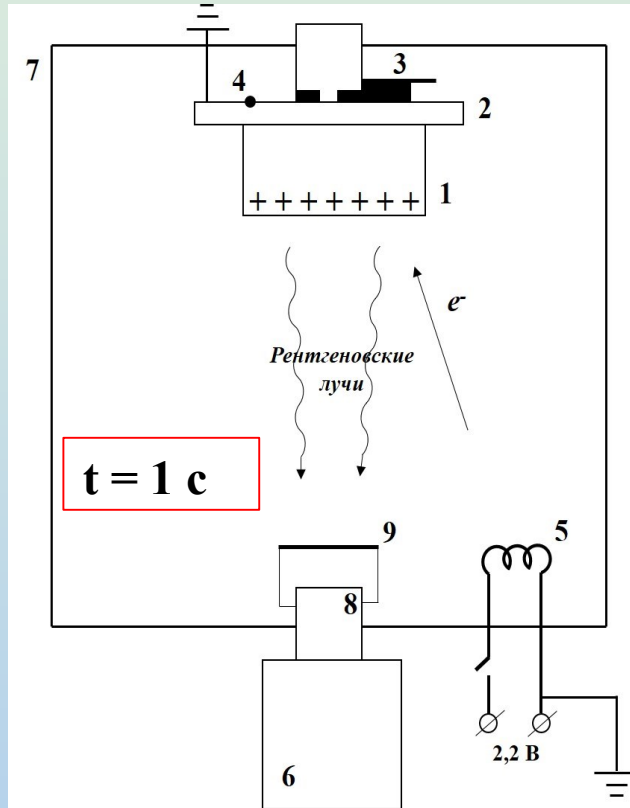 7
3
4
2
+ + + + + + +
1
e-
Рентгеновские
лучи
t = 1 c
9
5
8
2,2 В
6